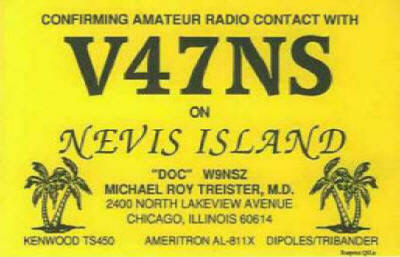 CONFIRMING AMATEUR RADIO CONTACT WITH
V47NS
ON
NEVIS ISLAND
"DOC" W9NSZ
MICHAEL ROY TREISTER, M.D.
2400 NORTH LAKEVIEW AVENUE
CHICAGO, ILLINOIS 60614
KENWOOD TS450 AMERITRON AL-811X DIPOLES/TRIBANDER